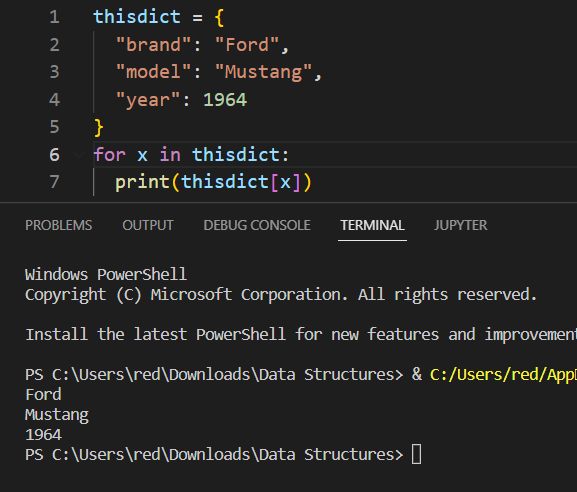 1 thisdict = {
2 "brand": "Ford",
3 "model": "Mustang",
4 "year": 1964
5 }
6 for x in thisdict:
7 print(thisdict[x])
PROBLEMS OUTPUT DEBUG CONSOLE TERMINAL JUPYTER
Windows PowerShell
Copyright (C) Microsoft Corporation. All rights reserved.
Install the latest PowerShell for new features and improvement
PS C:\Users\red\Downloads\Data Structures> & C:/Users/red/App
Ford
Mustang
1964
PS C:\Users\red\Downloads\Data Structures>